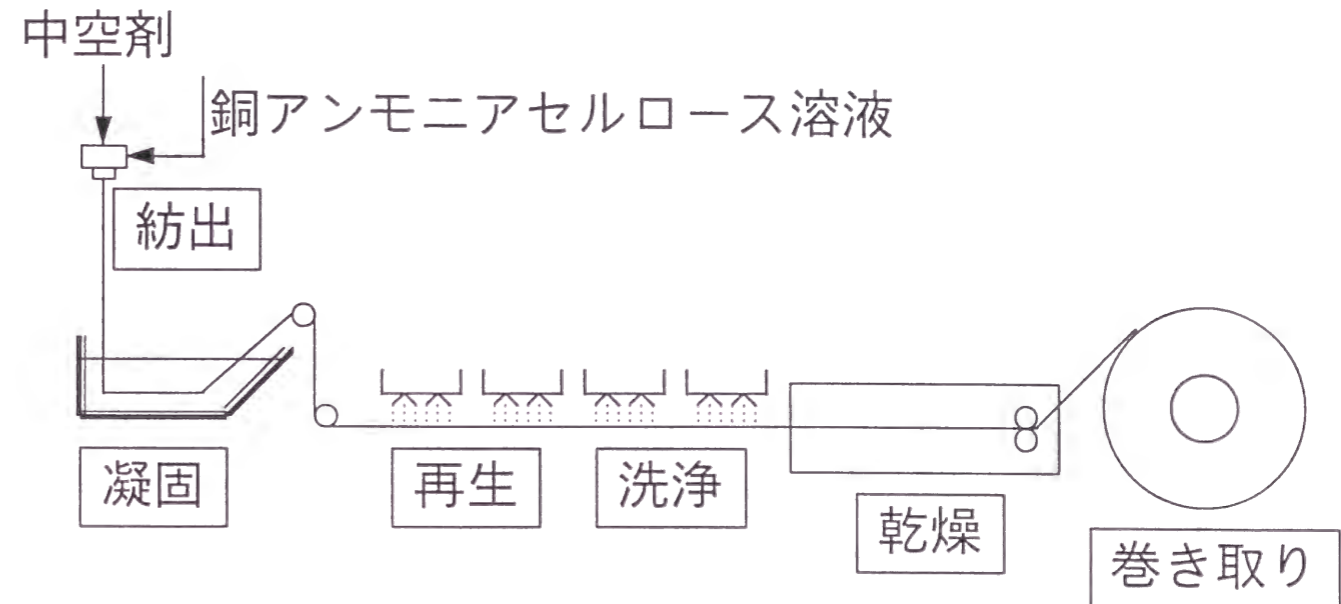 中空剤
銅アンモニアセルロース溶液
紡出
凝固
再生
洗浄
乾燥
巻き取り